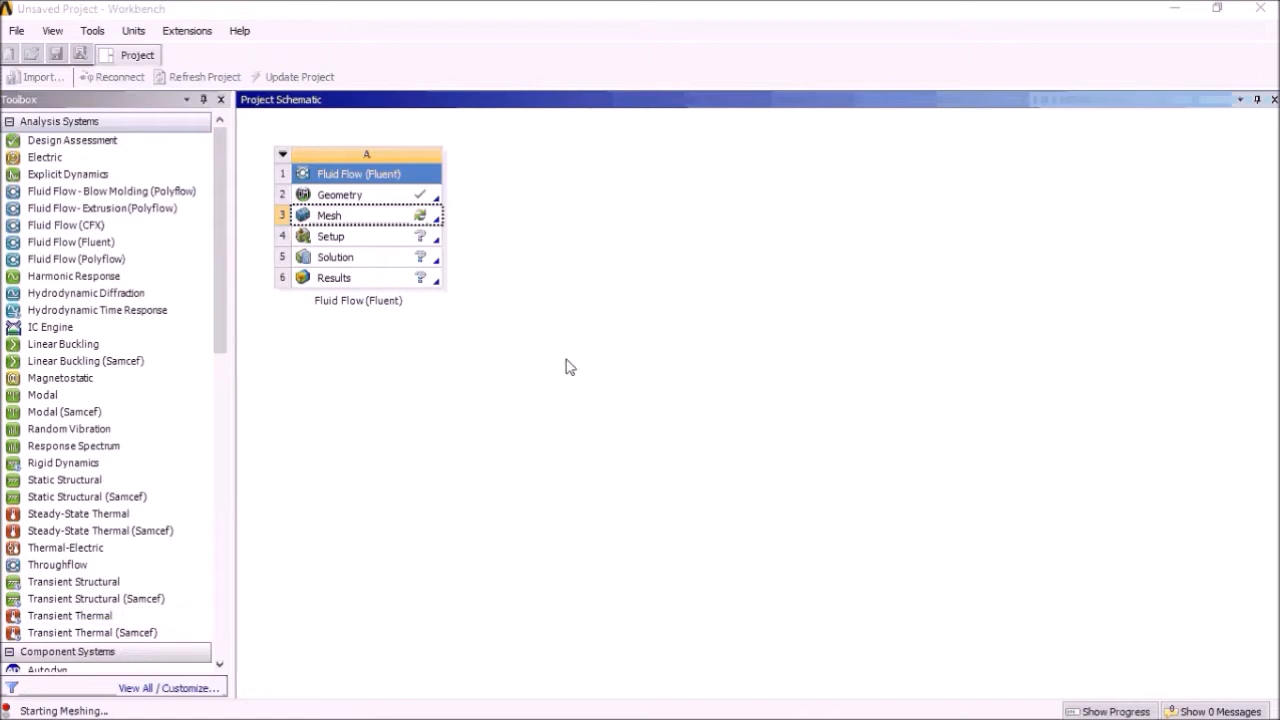 Unsaved Project - Workbench
File View Tools Units Extensions Help
Project
Import... Reconnect Refresh Project Update Project
Toolbox
Project Schematic
Analysis Systems
Design Assessment
Electric
Explicit Dynamics
Fluid Flow - Blow Molding (Polyflow)
Fluid Flow - Extrusion (Polyflow)
Fluid Flow (CFX)
Fluid Flow (Fluent)
Fluid Flow (Polyflow)
Harmonic Response
Hydrodynamic Diffraction
Hydrodynamic Time Response
IC Engine
Linear Buckling
Linear Buckling (Samcef)
Magnetostatic
Modal
Modal (Samcef)
Random Vibration
Response Spectrum
Rigid Dynamics
Static Structural
Static Structural (Samcef)
Steady-State Thermal
Steady-State Thermal (Samcef)
Thermal-Electric
Throughflow
Transient Structural
Transient Structural (Samcef)
Transient Thermal
Transient Thermal (Samcef)
Component Systems
Autodyn
View All / Customize...
A
1 Fluid Flow (Fluent)
2 Geometry
3 Mesh
4 Setup
5 Solution
6 Results
Fluid Flow (Fluent)
Starting Meshing...
Show Progress
Show 0 Messages